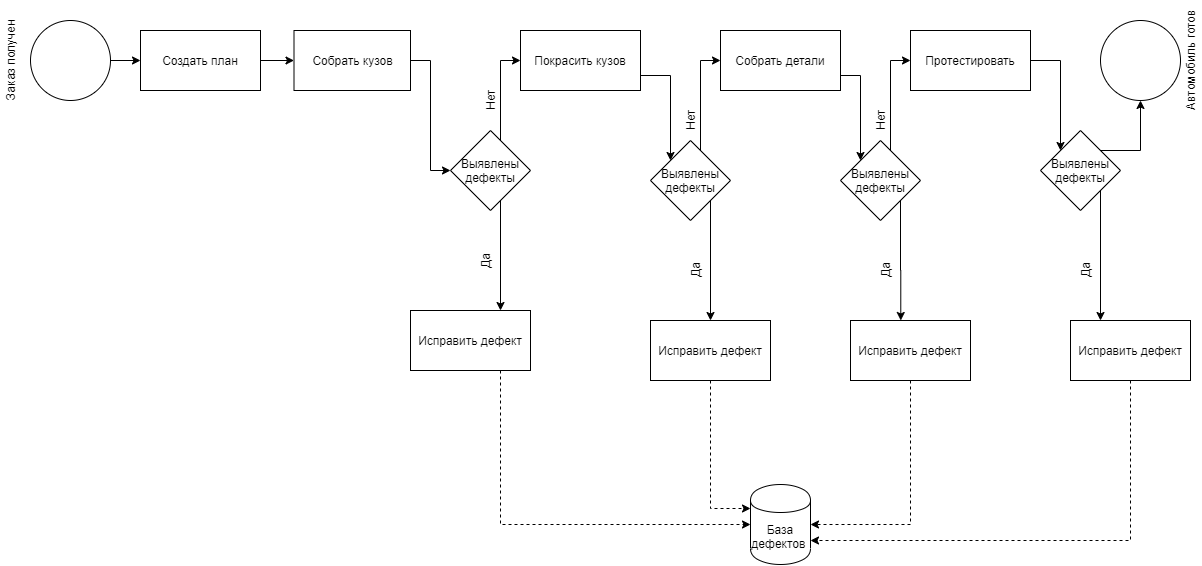 Заказ получен
Создать план
Собрать кузов
Покрасить кузов
Собрать детали
Протестировать
Автомобиль готов
Нет
Нет
Нет
Выявлены
дефекты
Выявлены
дефекты
Выявлены
дефекты
Выявлены
дефекты
Да
Да
Да
Да
Исправить дефект
Исправить дефект
Исправить дефект
Исправить дефект
База
дефектов